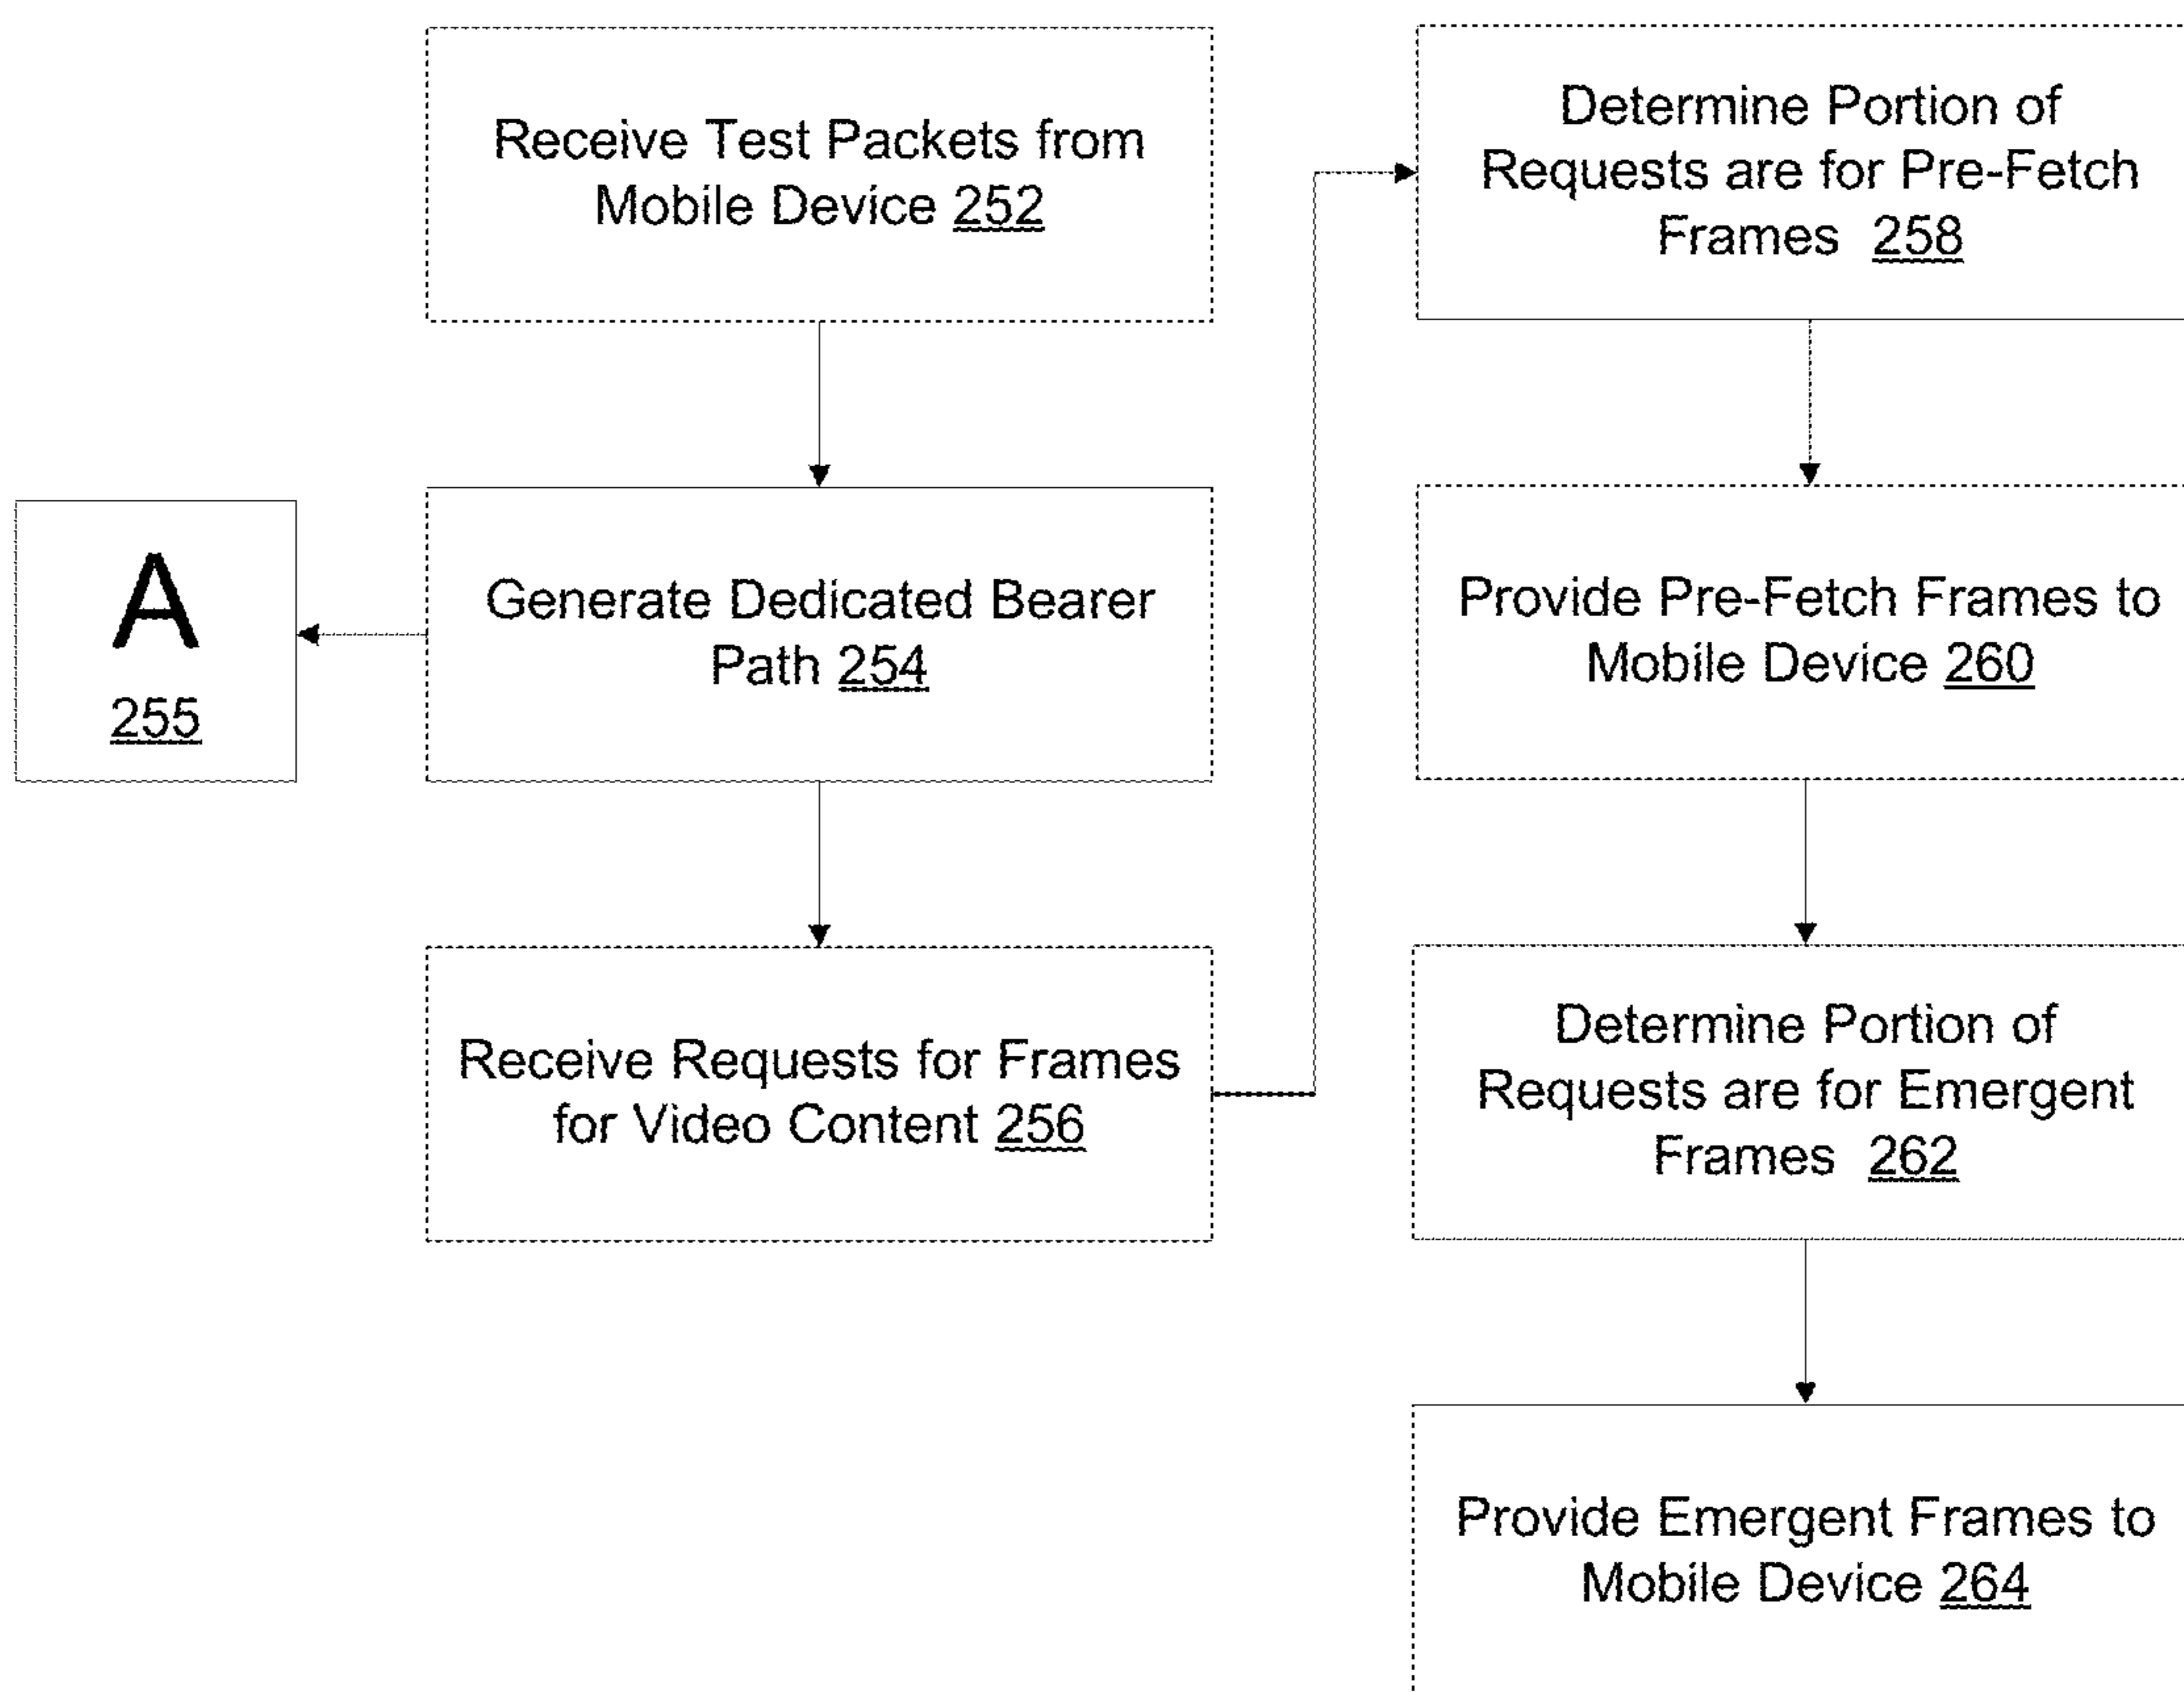 Receive Test Packets from
Mobile Device 252
A
255
Generate Dedicated Bearer
Path 254
Receive Requests for Frames
for Video Content 256
Determine Portion of
Requests are for Pre-Fetch
Frames 258
Provide Pre-Fetch Frames to
Mobile Device 260
Determine Portion of
Requests are for Emergent
Frames 262
Provide Emergent Frames to
Mobile Device 264